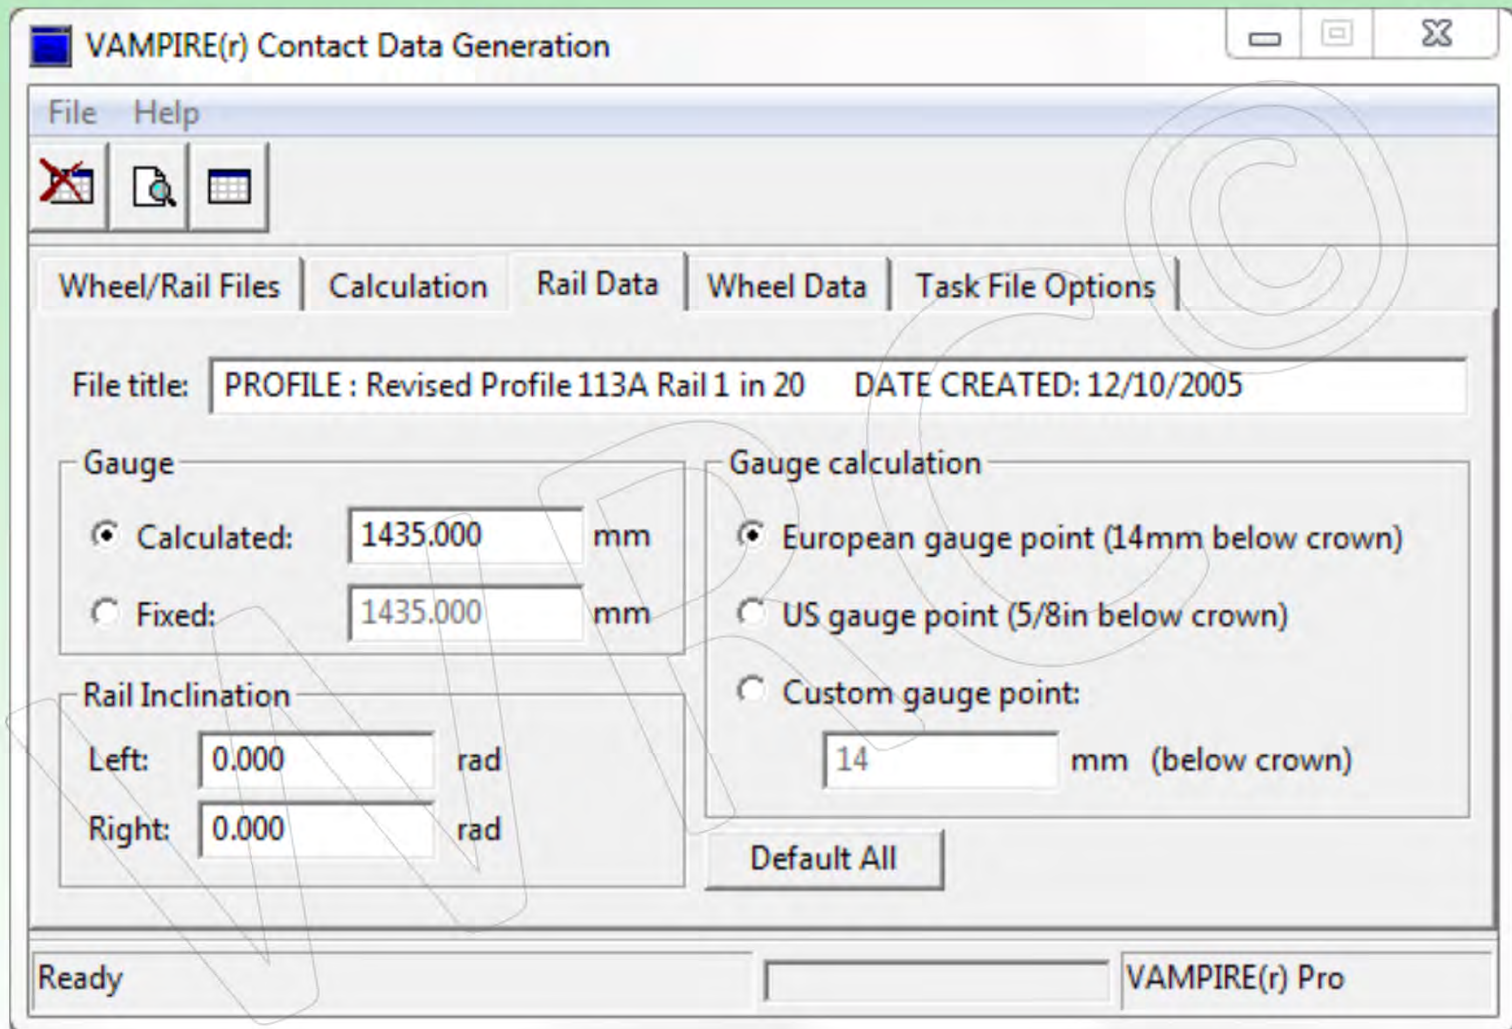 VAMPIRE(r) Contact Data Generation
File Help
Wheel/Rail Files Calculation Rail Data Wheel Data Task File Options
File title: PROFILE : Revised Profile 113A Rail 1 in 20 DATE CREATED: 12/10/2005
Gauge
Calculated: 1435.000 mm
Fixed: 1435.000 mm
Rail Inclination
Left: 0.000 rad
Right: 0.000 rad
Gauge calculation
European gauge point (14mm below crown)
US gauge point (5/8in below crown)
Custom gauge point:
14 mm (below crown)
Default All
Ready VAMPIRE(r) Pro